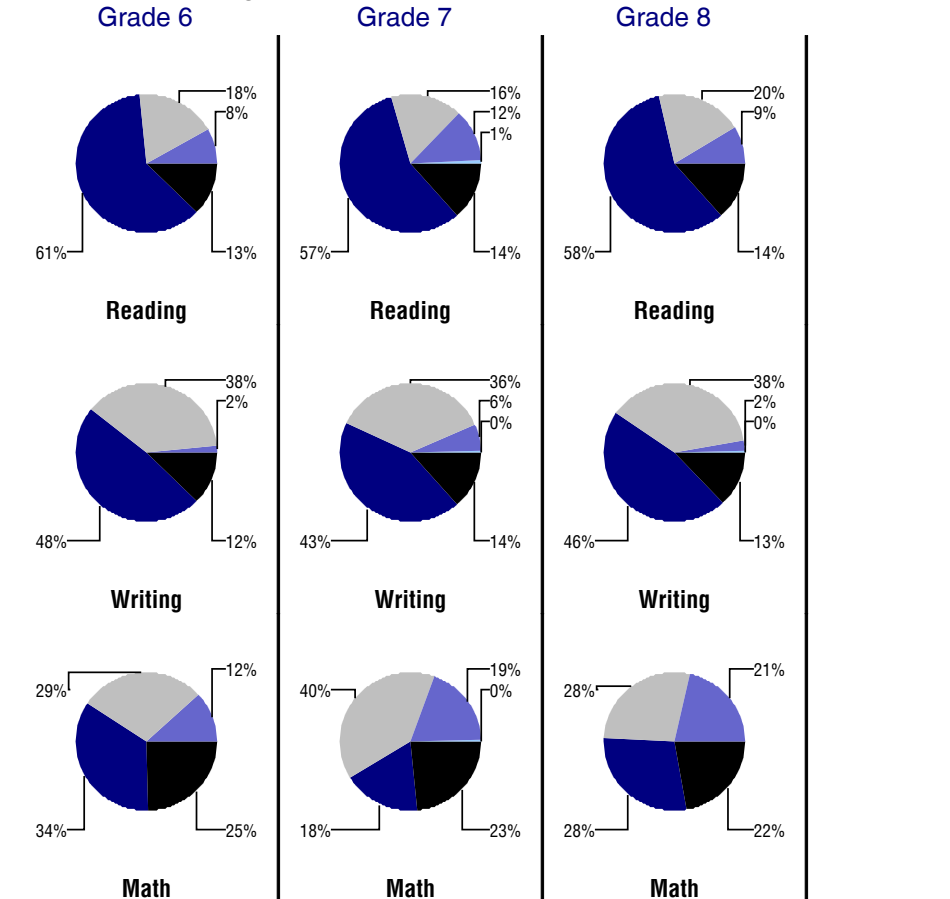 Grade 6 Grade 7 Grade 8
18% 16% 20%
8% 12% 9%
1%
61% 13% 57% 14% 58% 14%
Reading Reading Reading
38% 36% 38%
2% 6% 2%
0% 0%
48% 12% 43% 14% 46% 13%
Writing Writing Writing
12% 19% 21%
29% 40% 0% 28%
34% 25% 18% 23% 28% 22%
Math Math Math